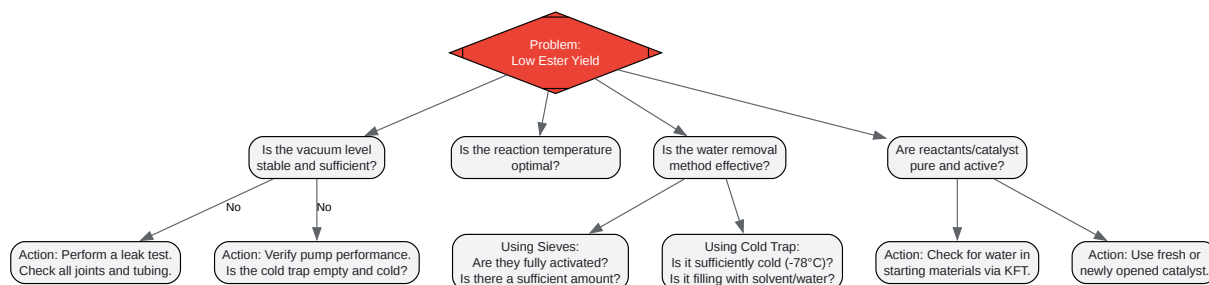 Problem:
Low Ester Yield
Is the vacuum level
stable and sufficient?
Is the reaction temperature
optimal?
Is the water removal
method effective?
Are reactants/catalyst
pure and active?
No
No
Action: Perform a leak test.
Check all joints and tubing.
Action: Verify pump performance.
Is the cold trap empty and cold?
Using Sieves:
Are they fully activated?
Is there a sufficient amount?
Using Cold Trap:
Is it sufficiently cold (-78°C)?
Is it filling with solvent/water?
Action: Check for water in
starting materials via KFT.
Action: Use fresh or
newly opened catalyst.